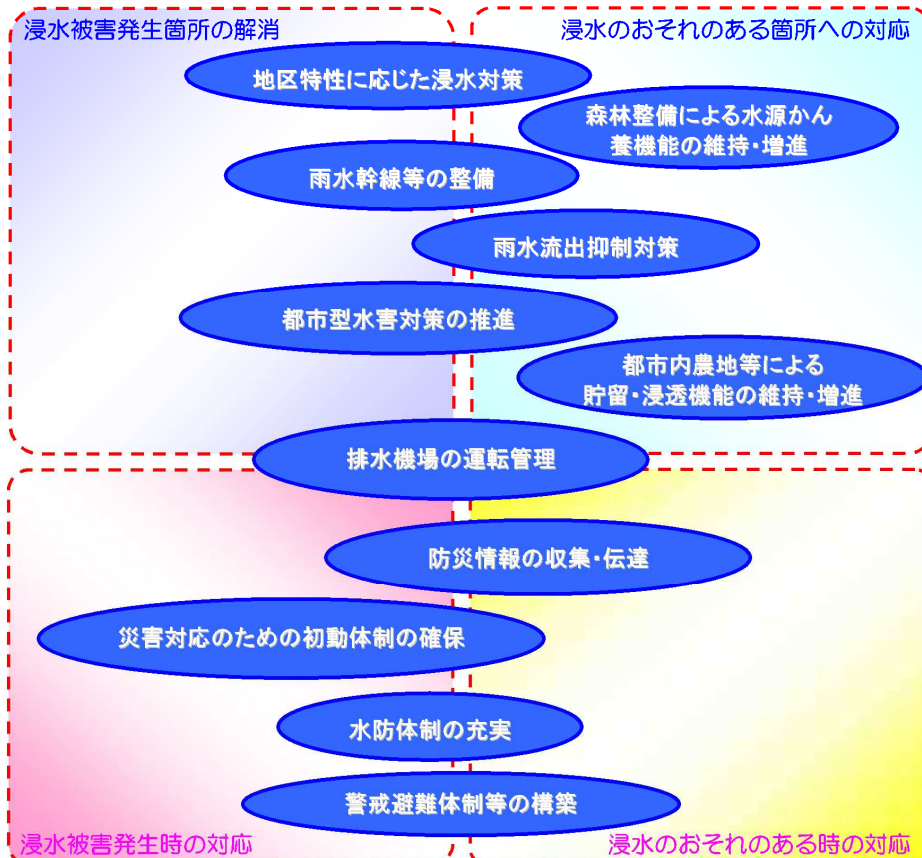 浸水被害発生箇所の解消
浸水のおそれのある箇所への対応
地区特性に応じた浸水対策
森林整備による水源かん
養機能の維持・増進
雨水幹線等の整備
雨水流出抑制対策
都市型水害対策の推進
都市内農地等による
貯留・浸透機能の維持・増進
排水機場の運転管理
防災情報の収集・伝達
災害対応のための初動体制の確保
水防体制の充実
警戒避難体制等の構築
浸水被害発生時の対応
浸水のおそれのある時の対応